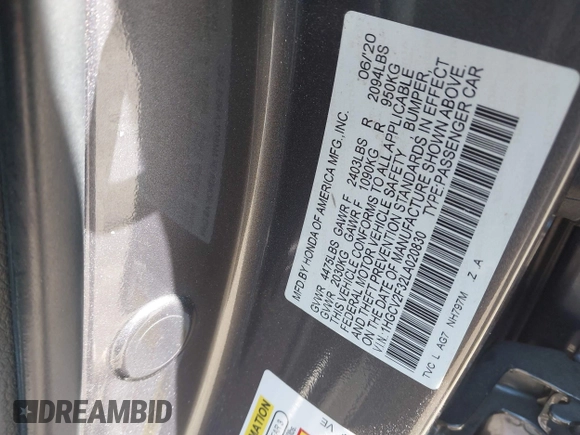 MFD BY HONDA OF AMERICA MFG., INC. 06/20
GVWR 4475LBS GAWR F 2403LBS R 2094LBS
GVWR 2030KG GAWR F 1090KG R 950KG
THIS VEHICLE CONFORMS TO ALL APPLICABLE
FEDERAL MOTOR VEHICLE SAFETY, BUMPER,
AND THEFT PREVENTION STANDARDS IN EFFECT
ON THE DATE OF MANUFACTURE SHOWN ABOVE.
V.I.N: 1HGCV2F32LA020830 TYPE:PASSENGER CAR
TVC L AG7 NH797M Z A
DREAMBID